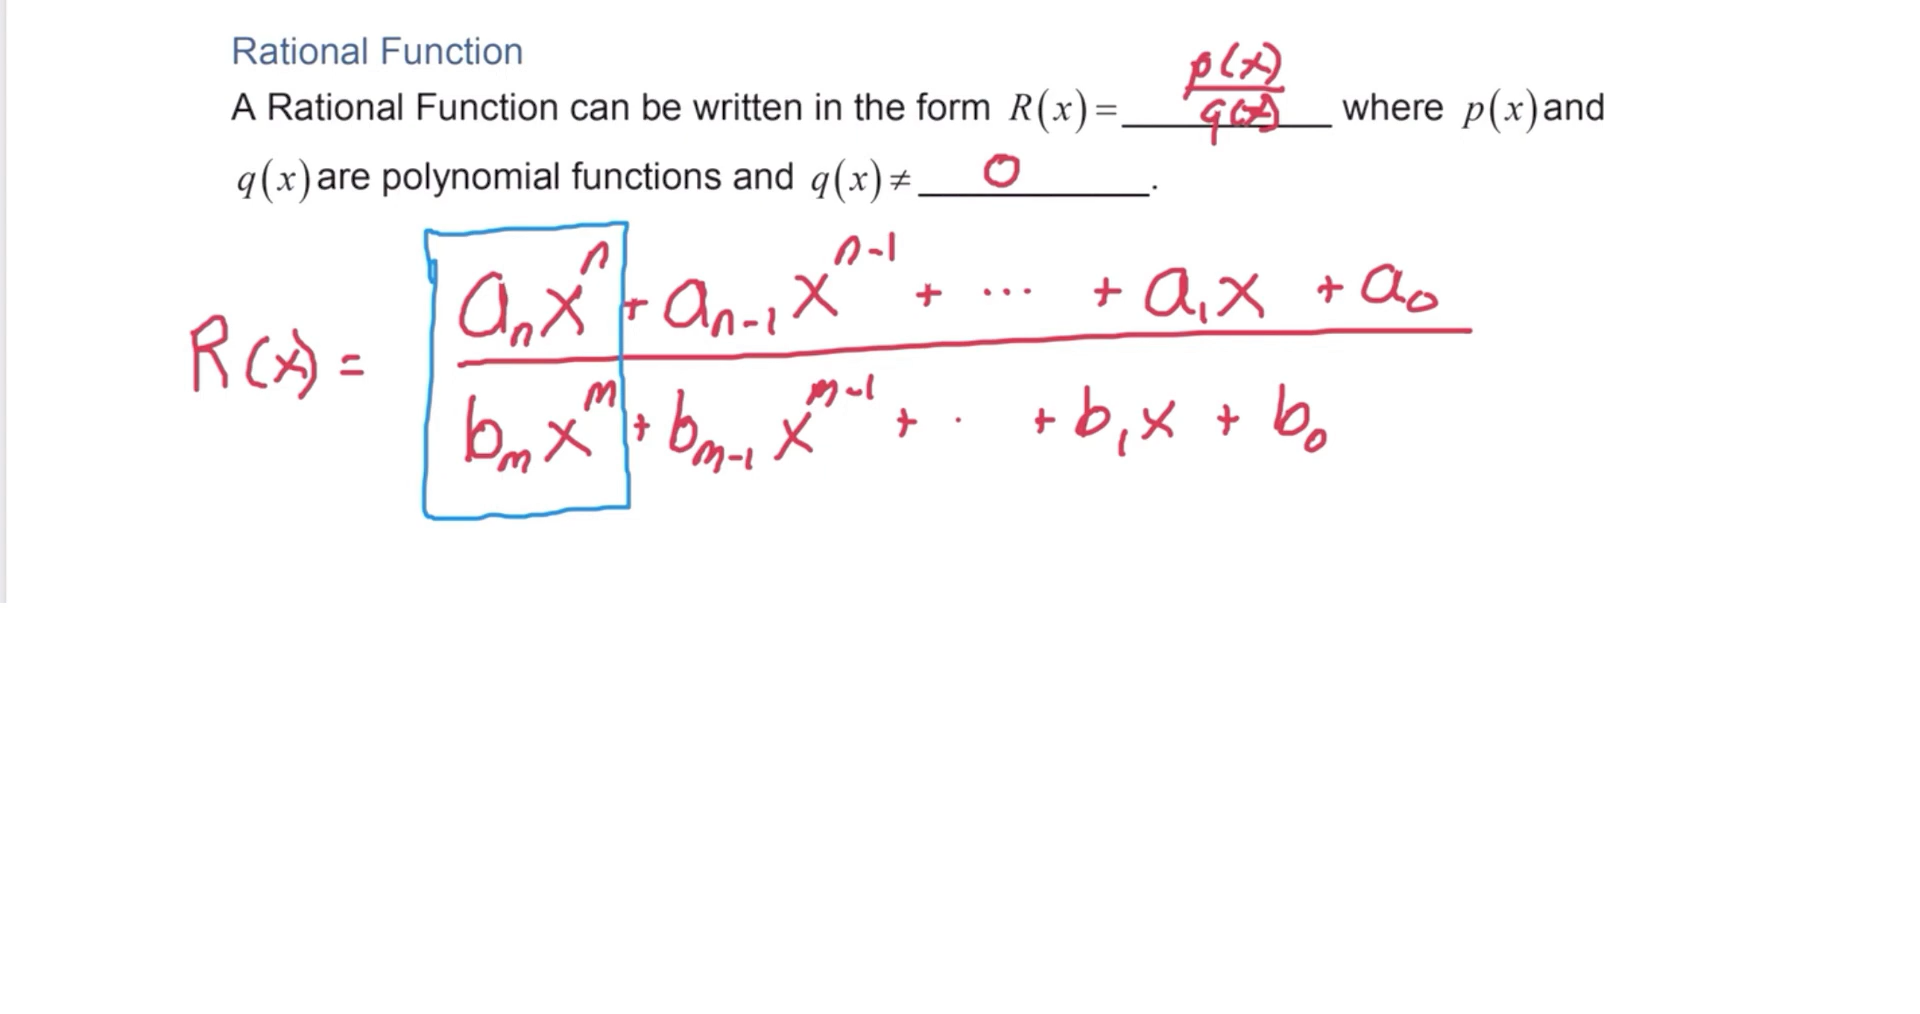 Rational Function
A Rational Function can be written in the form R(x) = p(x)/q(x) where p(x) and
q(x) are polynomial functions and q(x) ≠ 0.
aₙxⁿ + aₙ₋₁xⁿ⁻¹ + ... + a₁x + a₀
R(x) =
bₘxᵐ + bₘ₋₁xᵐ⁻¹ + · + b₁x + b₀